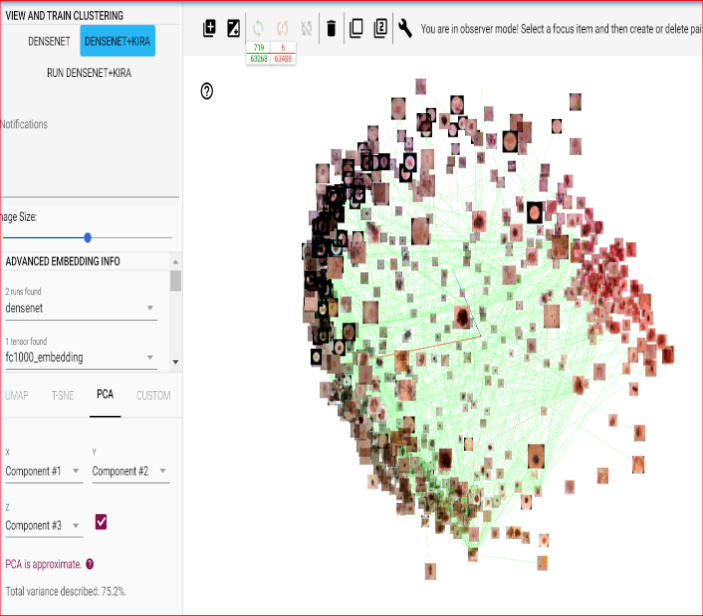 VIEW AND TRAIN CLUSTERING
DENSENET DENSENET+KIRA
RUN DENSENET+KIRA
Notifications
nage Size:
ADVANCED EMBEDDING INFO
2 runs found
densenet
1 tensor found
fc1000_embedding
UMAP T-SNE PCA CUSTOM
X Y
Component #1 Component #2
Z
Component #3
PCA is approximate.
Total variance described: 75.2%.
You are in observer mode! Select a focus item and then create or delete pai
719 6
63268 63488